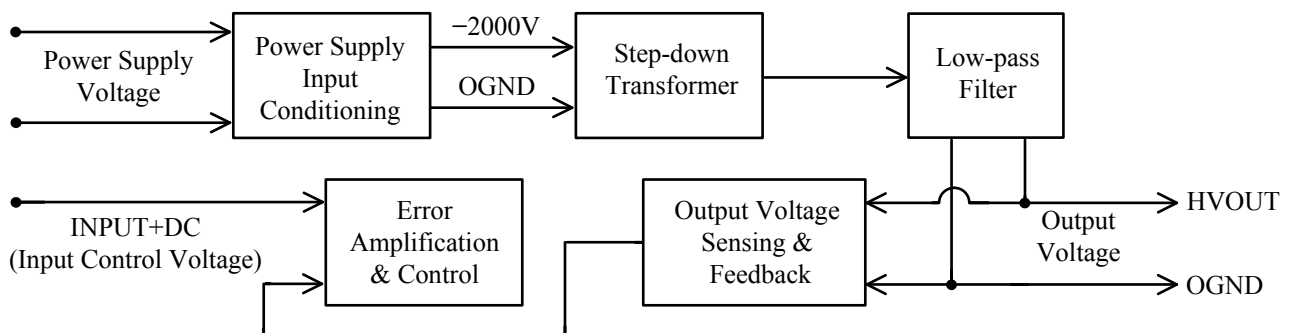 Power Supply
Voltage
Power Supply
Input
Conditioning
−2000V
OGND
Step-down
Transformer
Low-pass
Filter
INPUT+DC
(Input Control Voltage)
Error
Amplification
& Control
Output Voltage
Sensing &
Feedback
Output
Voltage
HVOUT
OGND